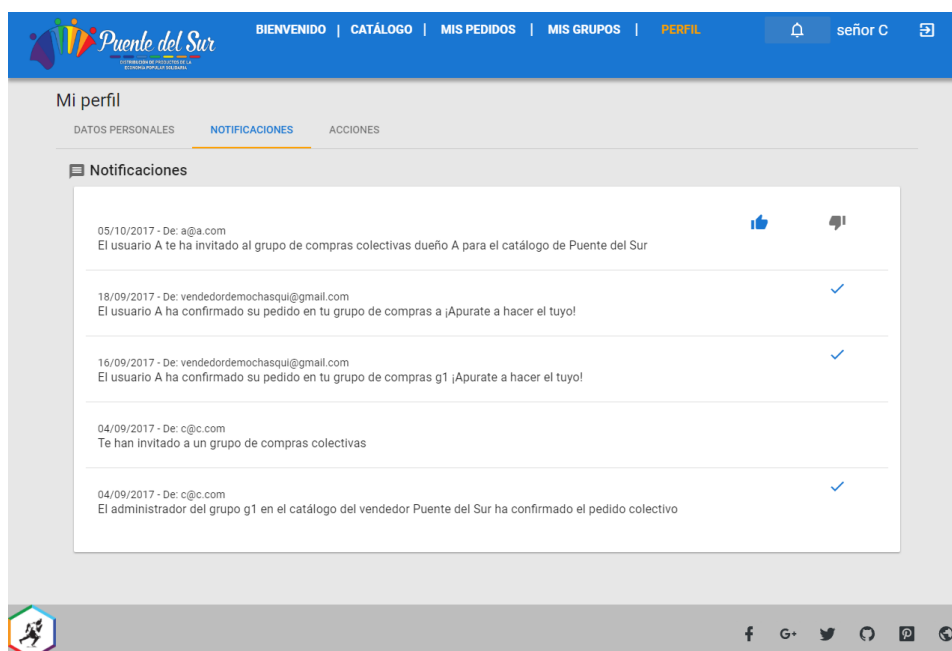 BIENVENIDO | CATÁLOGO | MIS PEDIDOS | MIS GRUPOS | PERFIL
señor C
Puente del Sur
DISTRIBUCIÓN DE PRODUCTOS DE LA
ECONOMÍA POPULAR SOLIDARIA
Mi perfil
DATOS PERSONALES NOTIFICACIONES ACCIONES
Notificaciones
05/10/2017 - De: a@a.com
El usuario A te ha invitado al grupo de compras colectivas dueño A para el catálogo de Puente del Sur
18/09/2017 - De: vendedordemochasqui@gmail.com
El usuario A ha confirmado su pedido en tu grupo de compras a ¡Apurate a hacer el tuyo!
16/09/2017 - De: vendedordemochasqui@gmail.com
El usuario A ha confirmado su pedido en tu grupo de compras g1 ¡Apurate a hacer el tuyo!
04/09/2017 - De: c@c.com
Te han invitado a un grupo de compras colectivas
04/09/2017 - De: c@c.com
El administrador del grupo g1 en el catálogo del vendedor Puente del Sur ha confirmado el pedido colectivo
G+